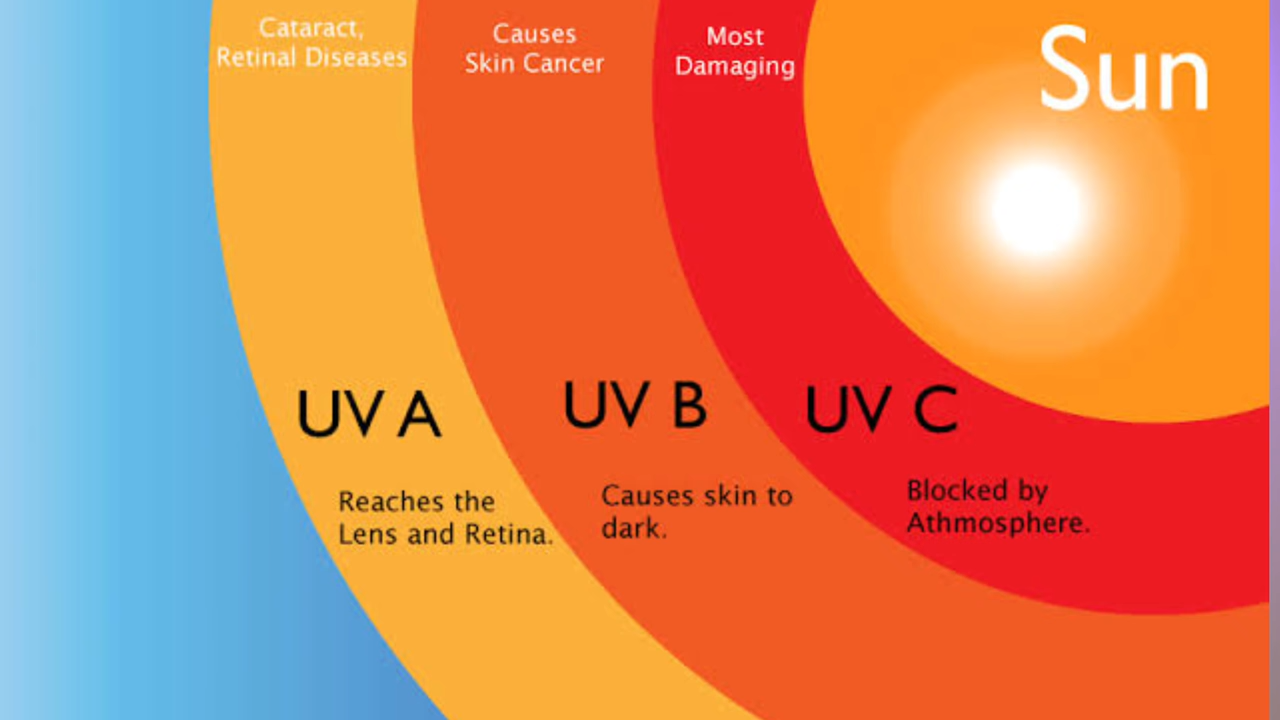 Cataract,
Retinal Diseases
Causes
Skin Cancer
Most
Damaging
Sun
UV A
UV B
UV C
Reaches the
Lens and Retina.
Causes skin to
dark.
Blocked by
Athmosphere.